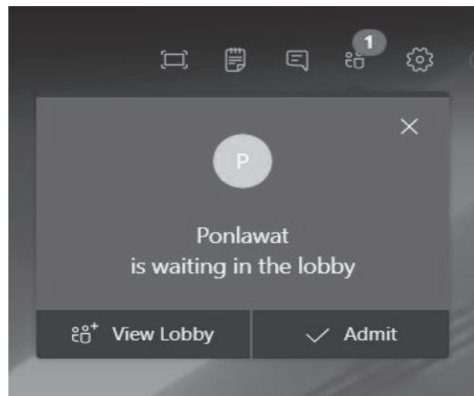 1
P
Ponlawat
is waiting in the lobby
View Lobby
Admit